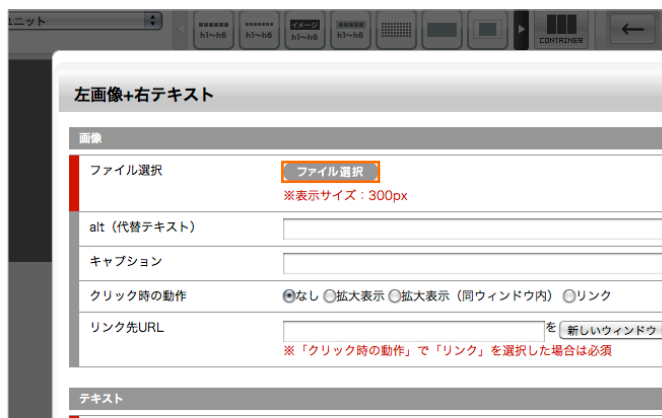 ユニット
h1~h6
h1~h6
イメージ
h1~h6
h1~h6
CONTAINER
左画像+右テキスト
画像
ファイル選択
ファイル選択
※表示サイズ：300px
alt（代替テキスト）
キャプション
クリック時の動作
なし 拡大表示 拡大表示（同ウィンドウ内） リンク
リンク先URL
を 新しいウィンドウ
※「クリック時の動作」で「リンク」を選択した場合は必須
テキスト